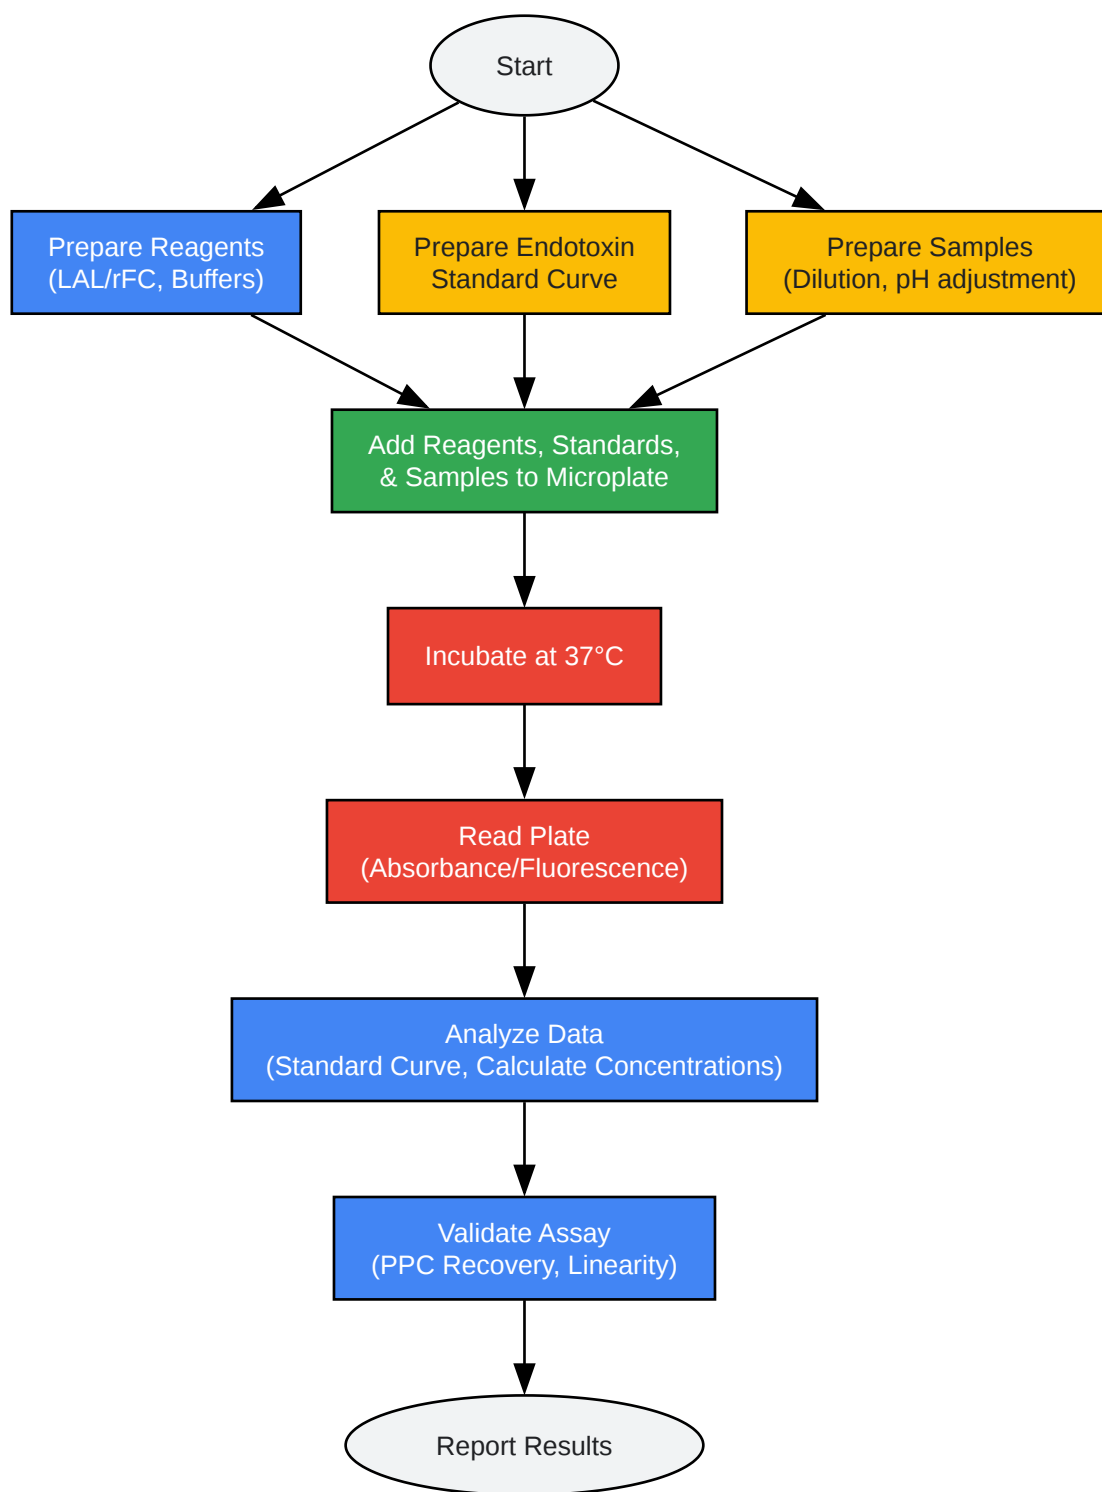 Start
Prepare Reagents
(LAL/rFC, Buffers)
Prepare Endotoxin
Standard Curve
Prepare Samples
(Dilution, pH adjustment)
Add Reagents, Standards,
& Samples to Microplate
Incubate at 37°C
Read Plate
(Absorbance/Fluorescence)
Analyze Data
(Standard Curve, Calculate Concentrations)
Validate Assay
(PPC Recovery, Linearity)
Report Results